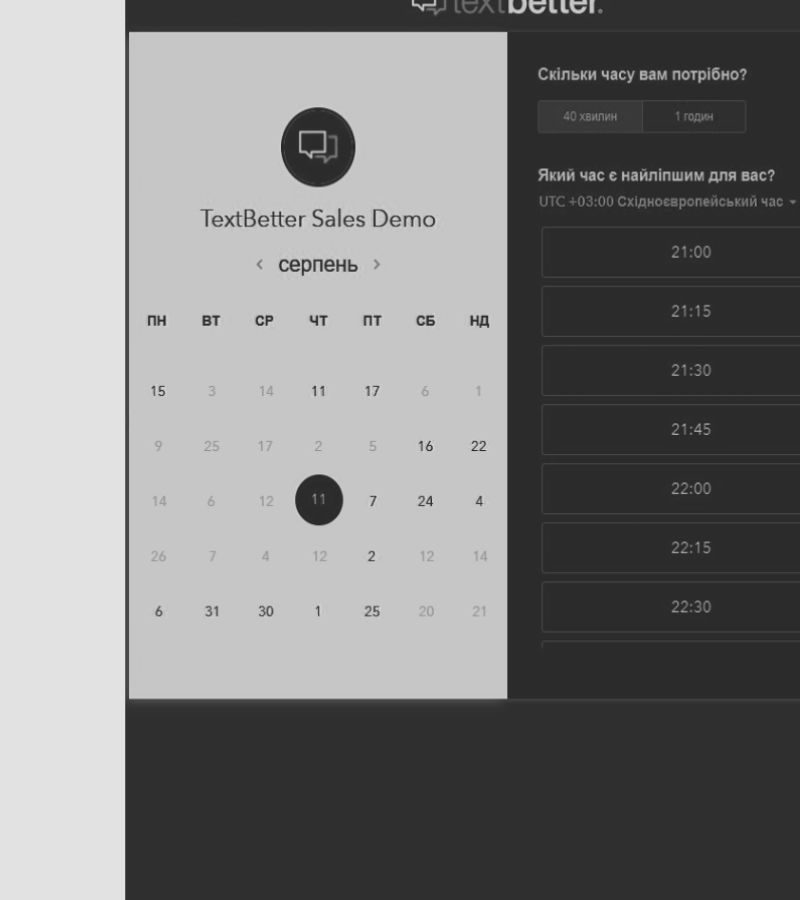 textbetter.
TextBetter Sales Demo
‹ серпень ›
ПН ВТ СР ЧТ ПТ СБ НД
15 3 14 11 17 6 1
9 25 17 2 5 16 22
14 6 12 11 7 24 4
26 7 4 12 2 12 14
6 31 30 1 25 20 21
Скільки часу вам потрібно?
40 хвилин 1 годин
Який час є найліпшим для вас?
UTC +03:00 Східноєвропейський час
21:00
21:15
21:30
21:45
22:00
22:15
22:30